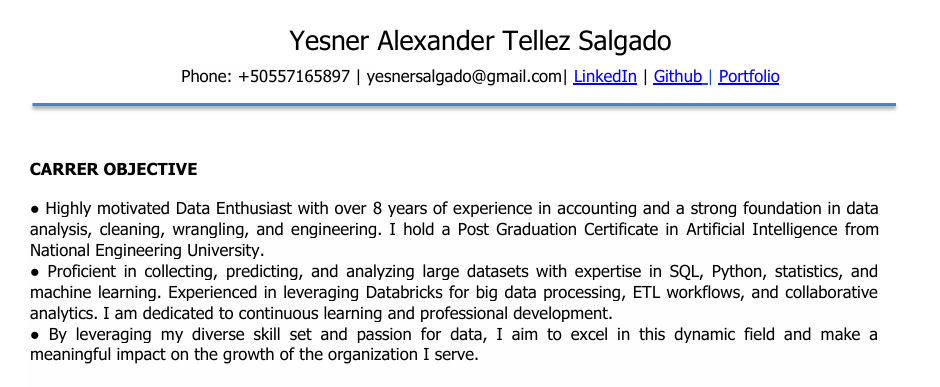 Yesner Alexander Tellez Salgado
Phone: +50557165897 | yesnersalgado@gmail.com| LinkedIn | Github | Portfolio
CARRER OBJECTIVE
● Highly motivated Data Enthusiast with over 8 years of experience in accounting and a strong foundation in data
analysis, cleaning, wrangling, and engineering. I hold a Post Graduation Certificate in Artificial Intelligence from
National Engineering University.
● Proficient in collecting, predicting, and analyzing large datasets with expertise in SQL, Python, statistics, and
machine learning. Experienced in leveraging Databricks for big data processing, ETL workflows, and collaborative
analytics. I am dedicated to continuous learning and professional development.
● By leveraging my diverse skill set and passion for data, I aim to excel in this dynamic field and make a
meaningful impact on the growth of the organization I serve.